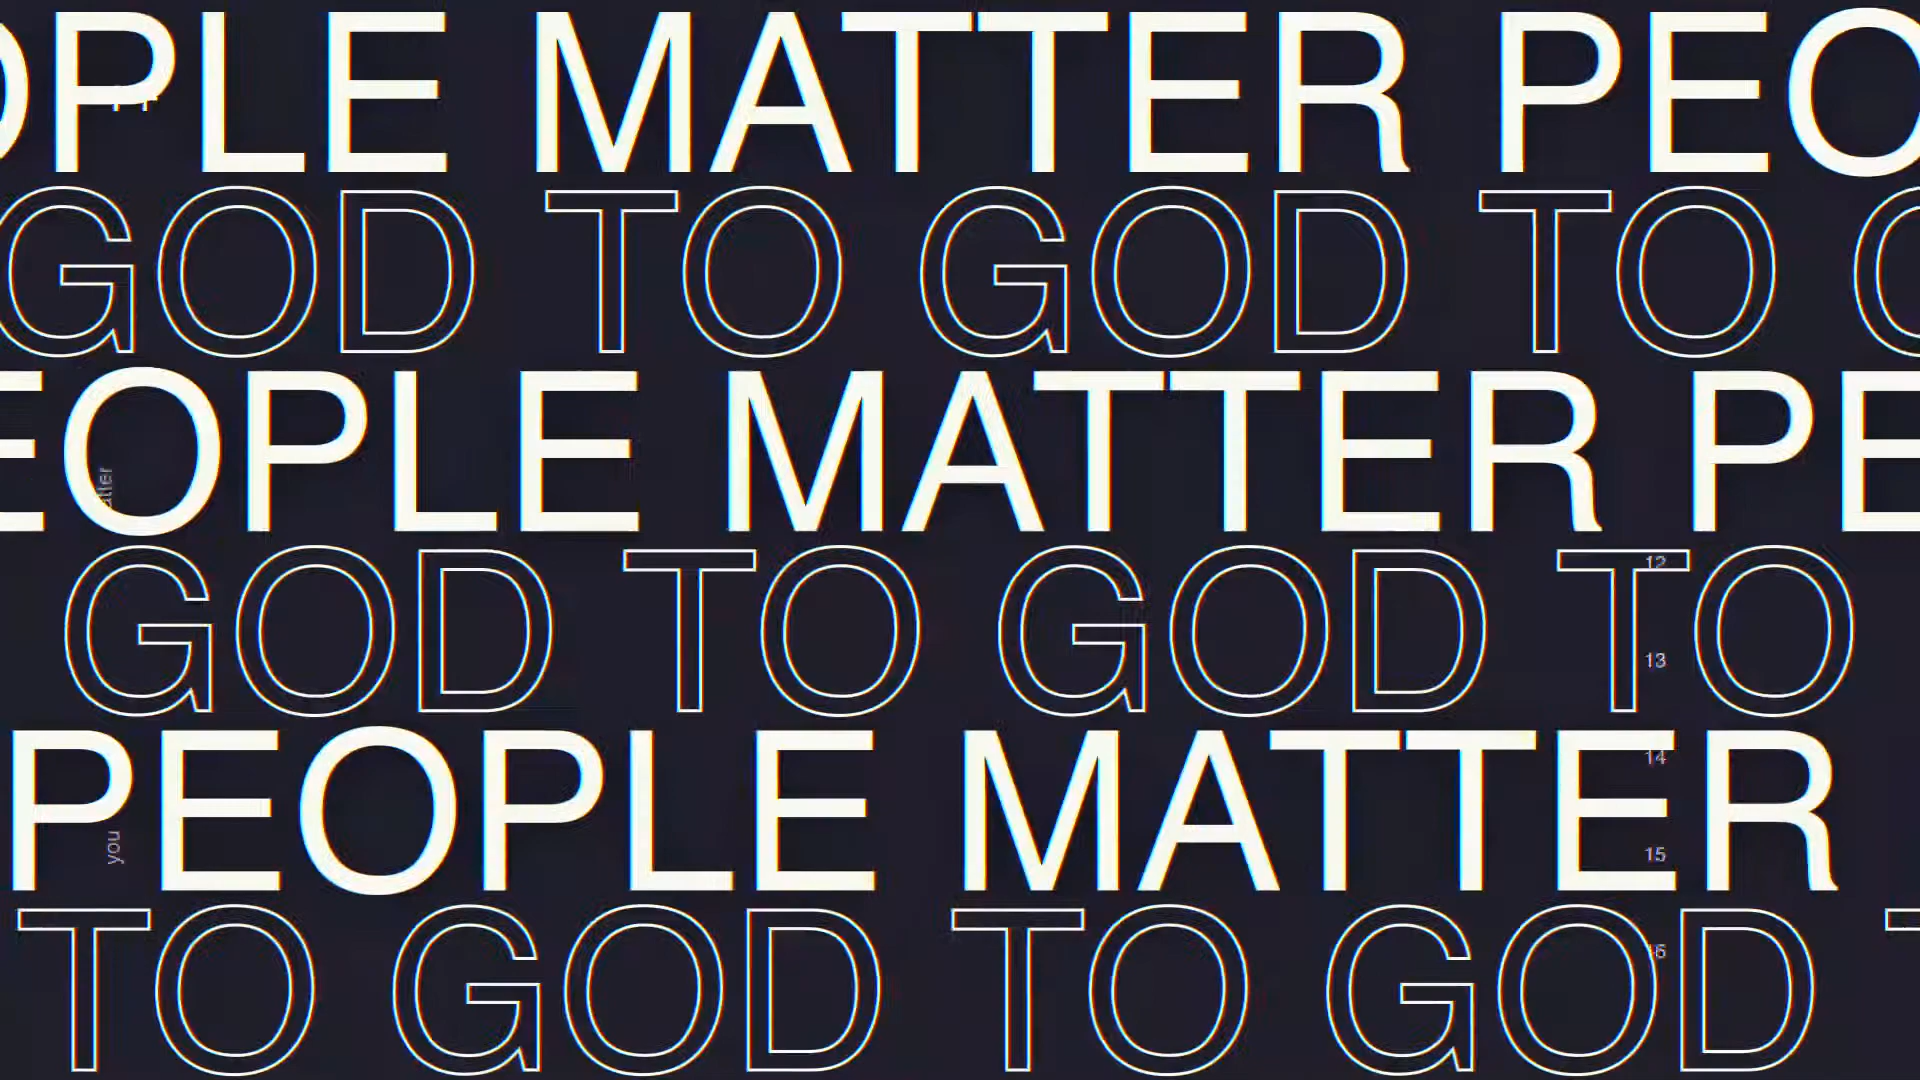 OPLE MATTER PEO
GOD TO GOD TO
EOPLE MATTER PE
GOD TO GOD TO
PEOPLE MATTER
TO GOD TO GOD
12
13
14
15
you